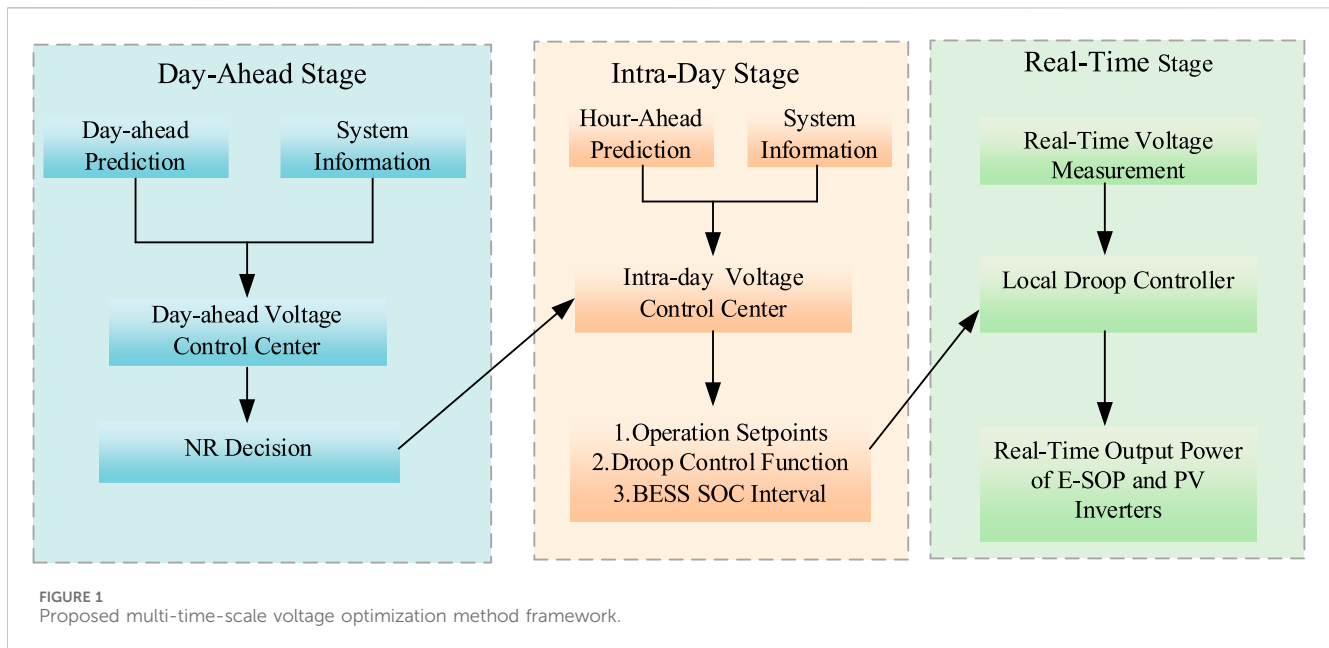 Day-Ahead Stage
Day-ahead
Prediction
System
Information
Day-ahead Voltage
Control Center
NR Decision
Intra-Day Stage
Hour-Ahead
Prediction
System
Information
Intra-day Voltage
Control Center
1.Operation Setpoints
2.Droop Control Function
3.BESS SOC Interval
Real-Time Stage
Real-Time Voltage
Measurement
Local Droop Controller
Real-Time Output Power
of E-SOP and PV
Inverters
FIGURE 1
Proposed multi-time-scale voltage optimization method framework.